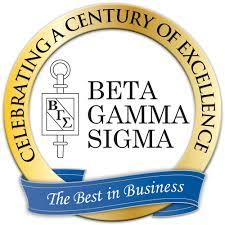 CELEBRATING A CENTURY OF EXCELLENCE
ΒΓΣ
BETA
GAMMA
SIGMA
The Best in Business